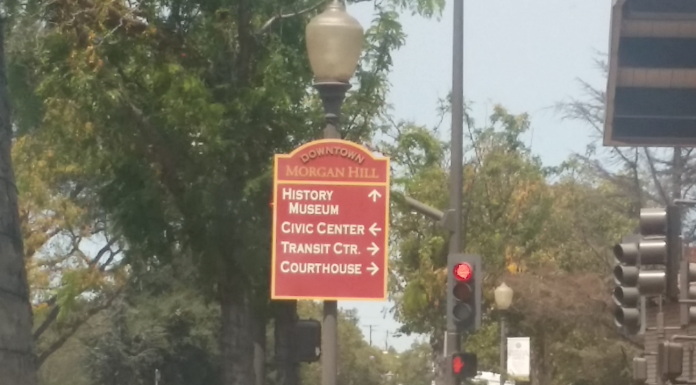 DOWNTOWN
MORGAN HILL
HISTORY ↑
MUSEUM
CIVIC CENTER ←
TRANSIT CTR. →
COURTHOUSE →